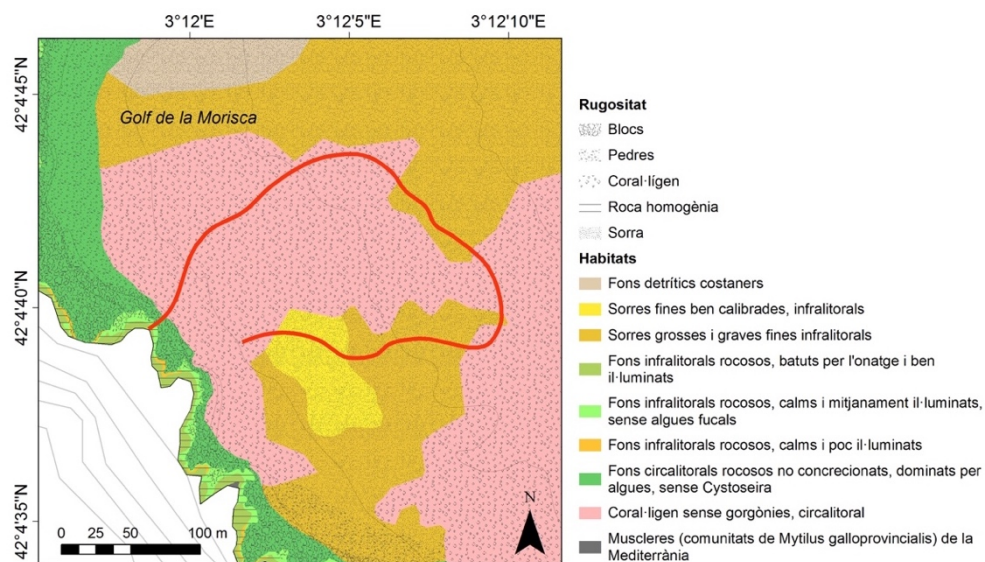 3°12'E
3°12'5"E
3°12'10"E
42°4'45"N
42°4'40"N
42°4'35"N
Golf de la Morisca
N
0 25 50 100 m
Rugositat
Blocs
Pedres
Coral·lígen
Roca homogènia
Sorra
Habitats
Fons detrítics costaners
Sorres fines ben calibrades, infralitorals
Sorres grosses i graves fines infralitorals
Fons infralitorals rocosos, batuts per l'onatge i ben
il·luminats
Fons infralitorals rocosos, calms i mitjanament il·luminats,
sense algues fucals
Fons infralitorals rocosos, calms i poc il·luminats
Fons circalitorals rocosos no concrecionats, dominats per
algues, sense Cystoseira
Coral·ligen sense gorgònies, circalitoral
Muscleres (comunitats de Mytilus galloprovincialis) de la
Mediterrània